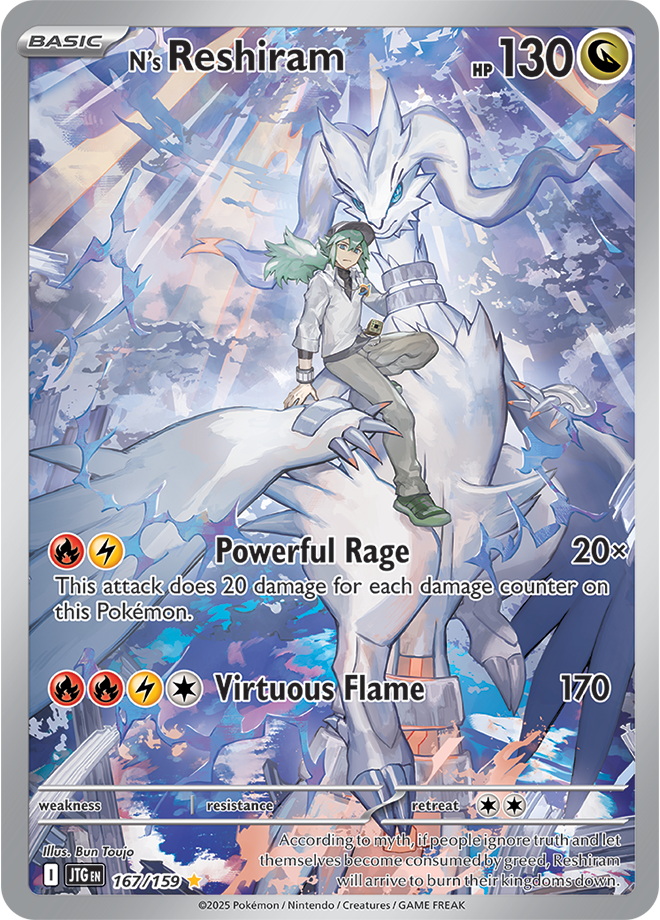 BASIC
N's Reshiram HP 130
Powerful Rage 20×
This attack does 20 damage for each damage counter on
this Pokémon.
Virtuous Flame 170
weakness resistance retreat
Illus. Bun Toujo
According to myth, if people ignore truth and let
themselves become consumed by greed, Reshiram
will arrive to burn their kingdoms down.
I JTG EN 167/159
©2025 Pokémon / Nintendo / Creatures / GAME FREAK